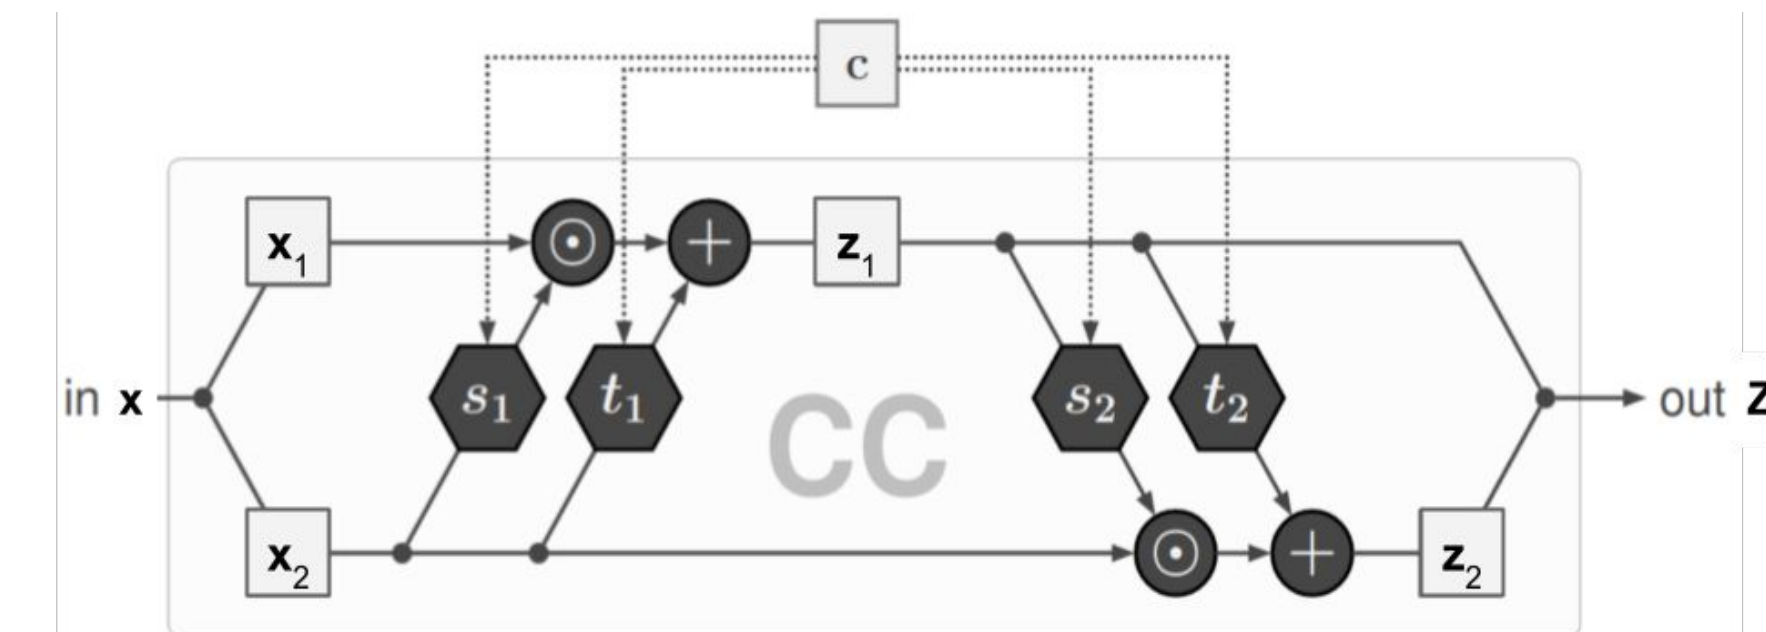 c
x1 ⊙ + z1
in x s1 t1 CC s2 t2 out z
x2 ⊙ + z2